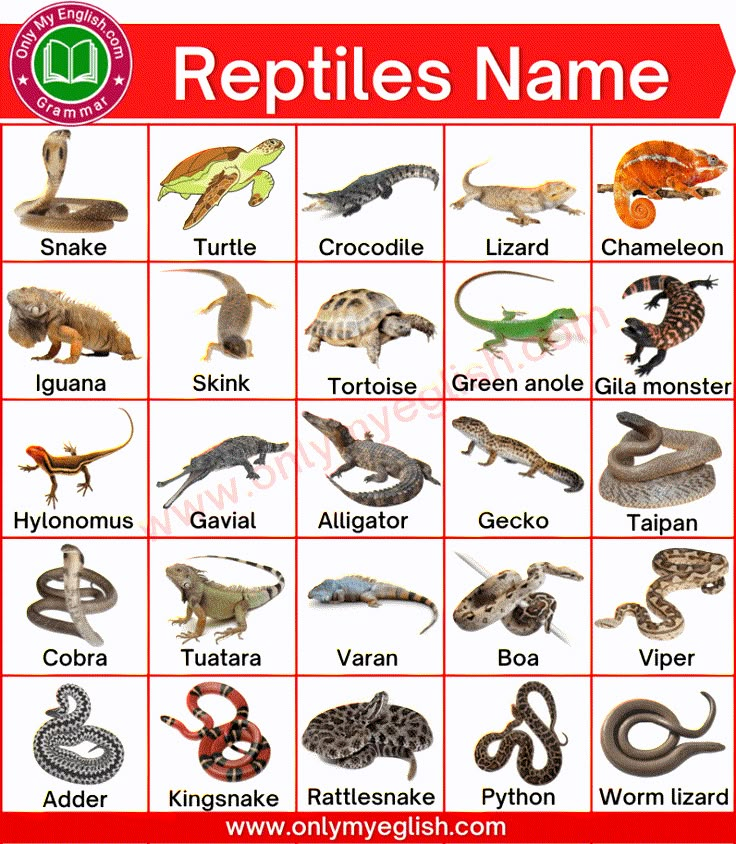 Only My English.com
Grammar
Reptiles Name
Snake
Turtle
Crocodile
Lizard
Chameleon
Iguana
Skink
Tortoise
Green anole
Gila monster
Hylonomus
Gavial
Alligator
Gecko
Taipan
Cobra
Tuatara
Varan
Boa
Viper
Adder
Kingsnake
Rattlesnake
Python
Worm lizard
www.onlymyeglish.com
www.onlymyeglish.com